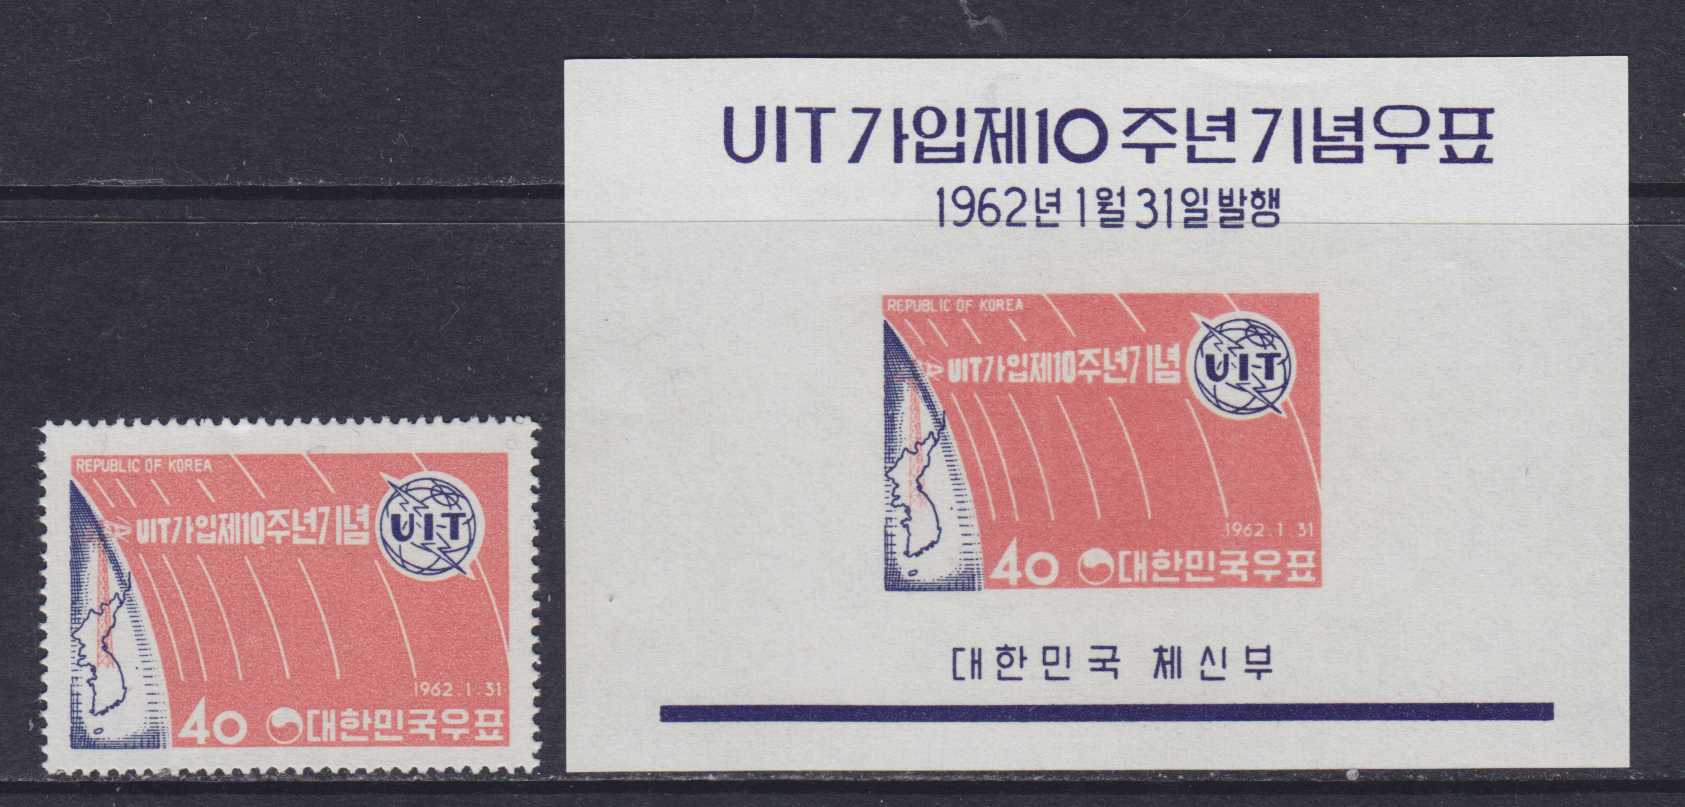 REPUBLIC OF KOREA
UIT가입제10주년기념
UIT
1962.1.31
40 대한민국우표
UIT 가입제10주년기념우표
1962년 1월 31일발행
REPUBLIC OF KOREA
UIT가입제10주년기념
UIT
1962.1.31
40 대한민국우표
대한민국 체신부